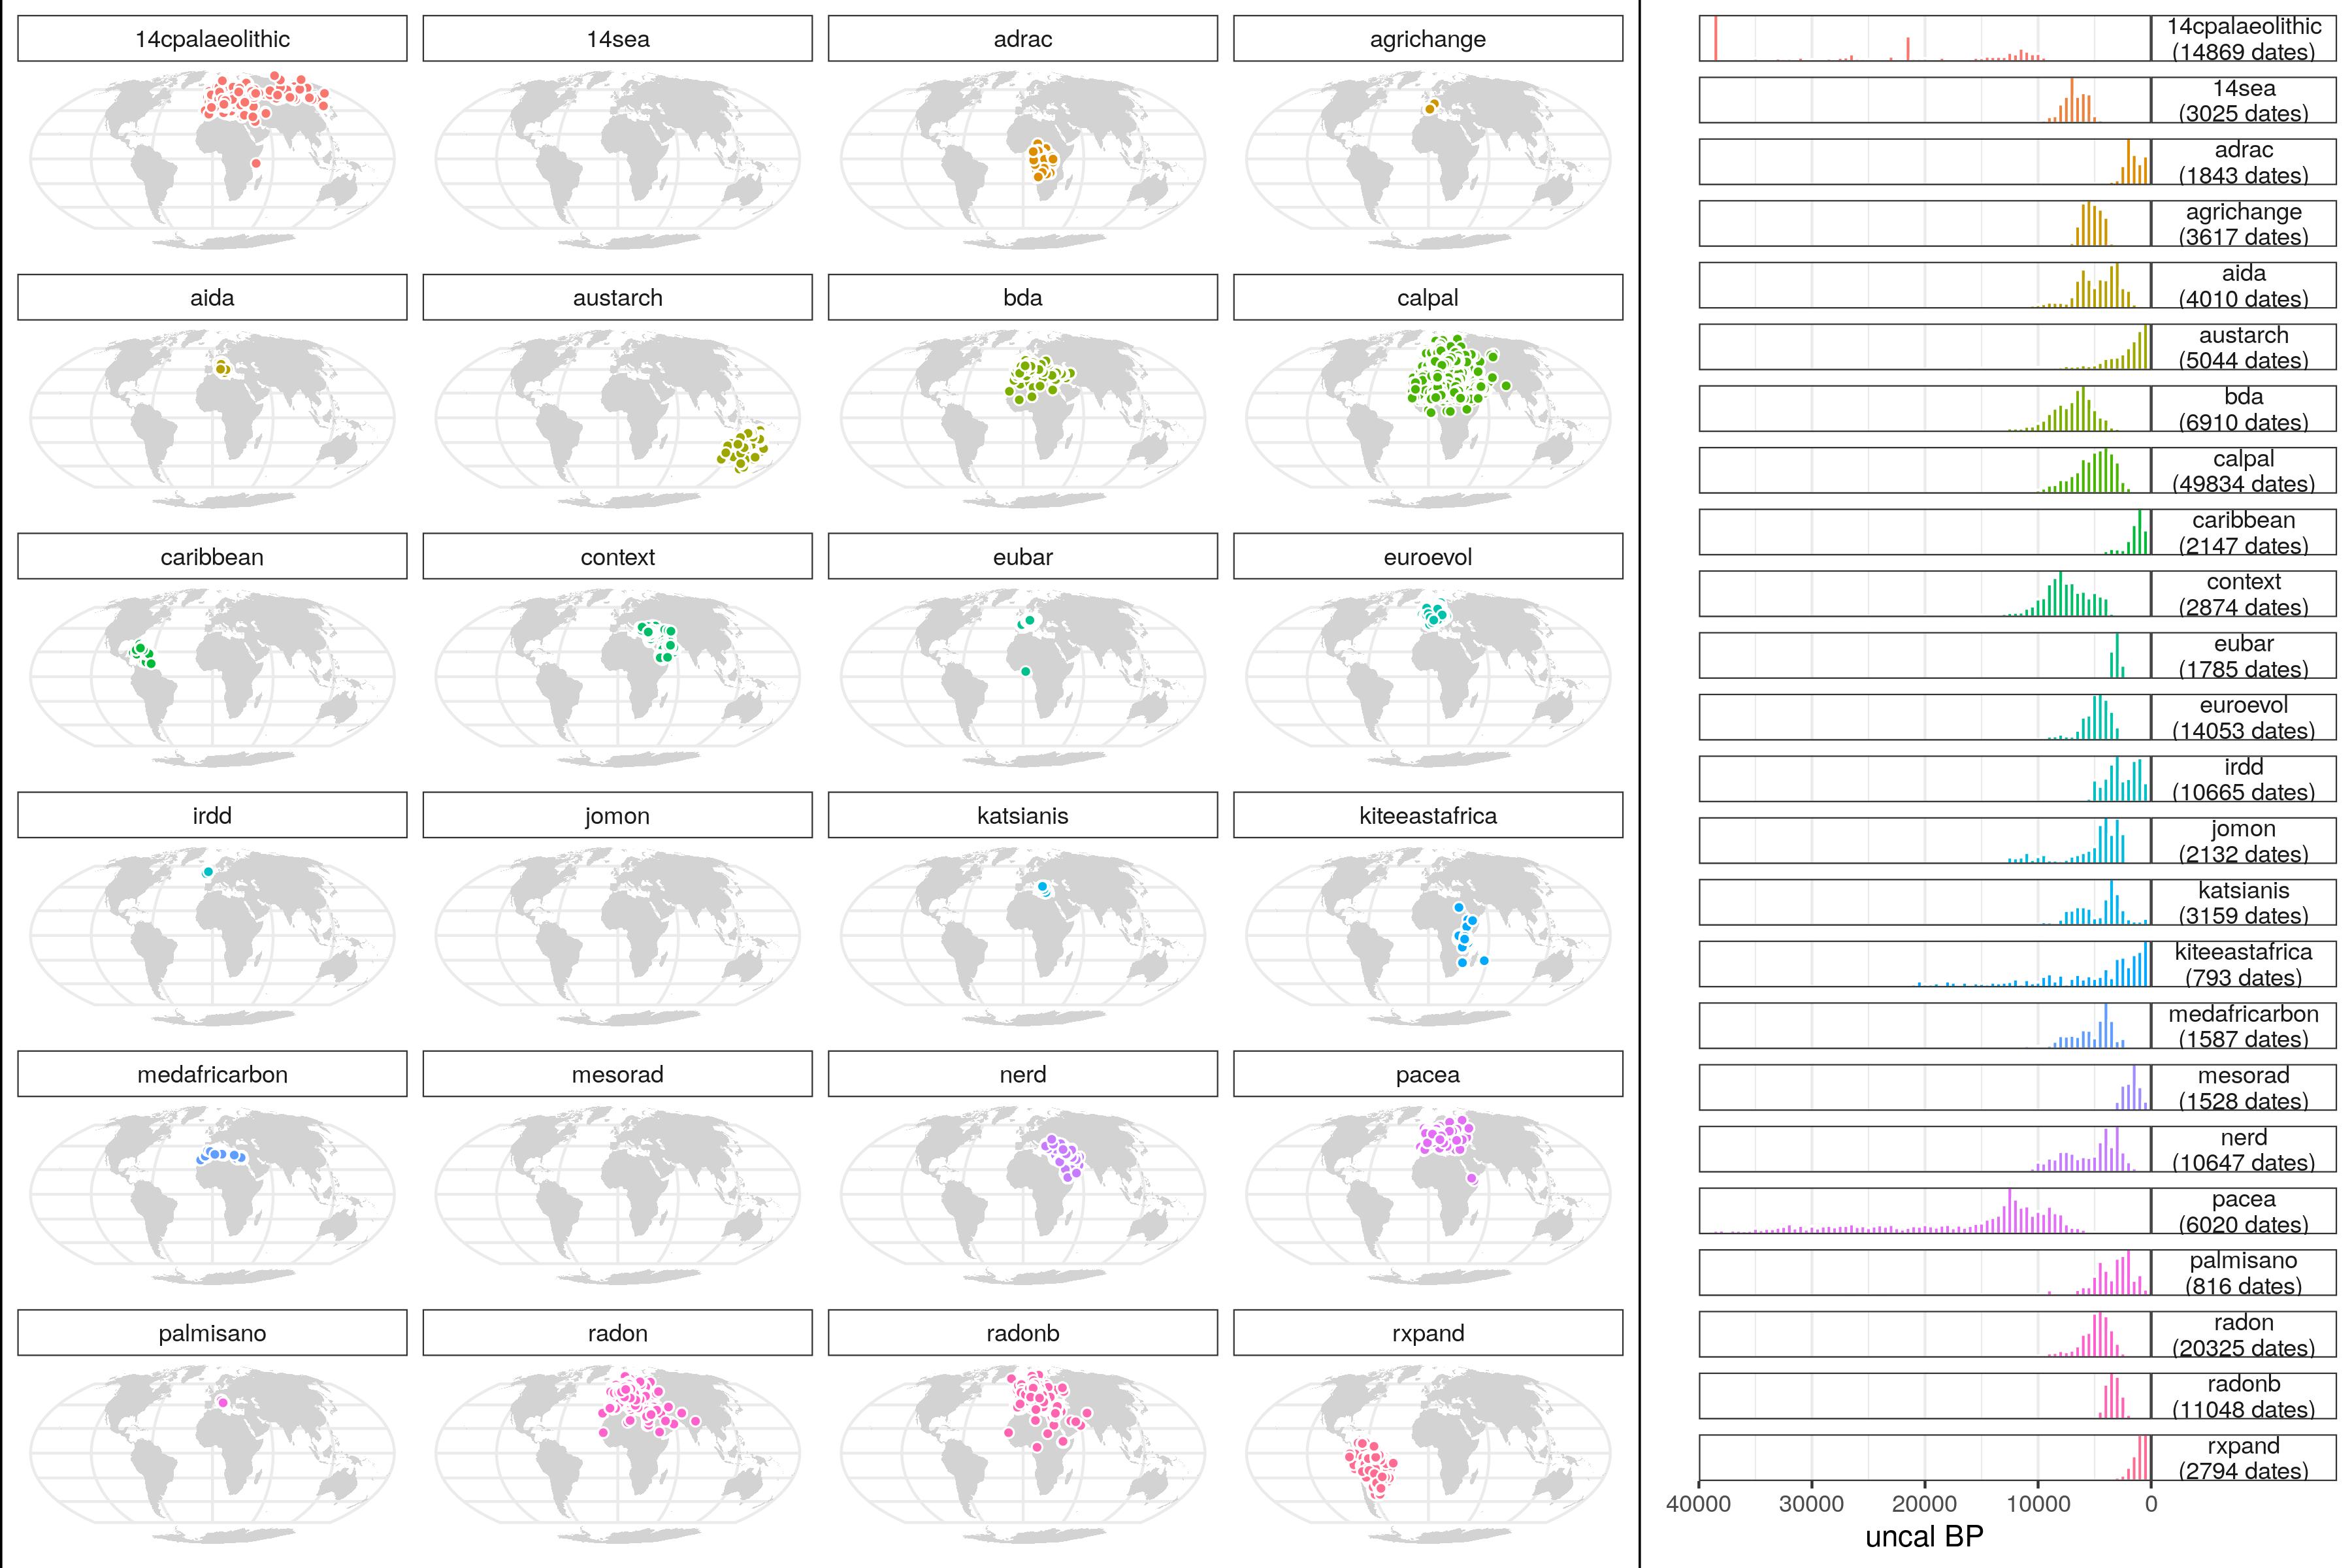 14cpalaeolithic
14sea
adrac
agrichange
aida
austarch
bda
calpal
caribbean
context
eubar
euroevol
irdd
jomon
katsianis
kiteeastafrica
medafricarbon
mesorad
nerd
pacea
palmisano
radon
radonb
rxpand
14cpalaeolithic
(14869 dates)
14sea
(3025 dates)
adrac
(1843 dates)
agrichange
(3617 dates)
aida
(4010 dates)
austarch
(5044 dates)
bda
(6910 dates)
calpal
(49834 dates)
caribbean
(2147 dates)
context
(2874 dates)
eubar
(1785 dates)
euroevol
(14053 dates)
irdd
(10665 dates)
jomon
(2132 dates)
katsianis
(3159 dates)
kiteeastafrica
(793 dates)
medafricarbon
(1587 dates)
mesorad
(1528 dates)
nerd
(10647 dates)
pacea
(6020 dates)
palmisano
(816 dates)
radon
(20325 dates)
radonb
(11048 dates)
rxpand
(2794 dates)
40000 30000 20000 10000 0
uncal BP